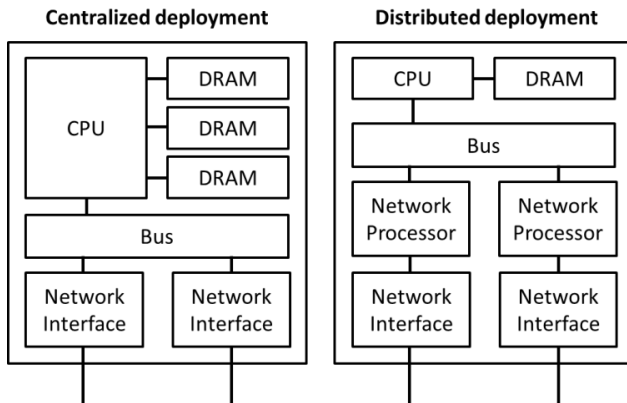 Centralized deployment
CPU
DRAM
DRAM
DRAM
Bus
Network
Interface
Network
Interface
Distributed deployment
CPU
DRAM
Bus
Network
Processor
Network
Processor
Network
Interface
Network
Interface